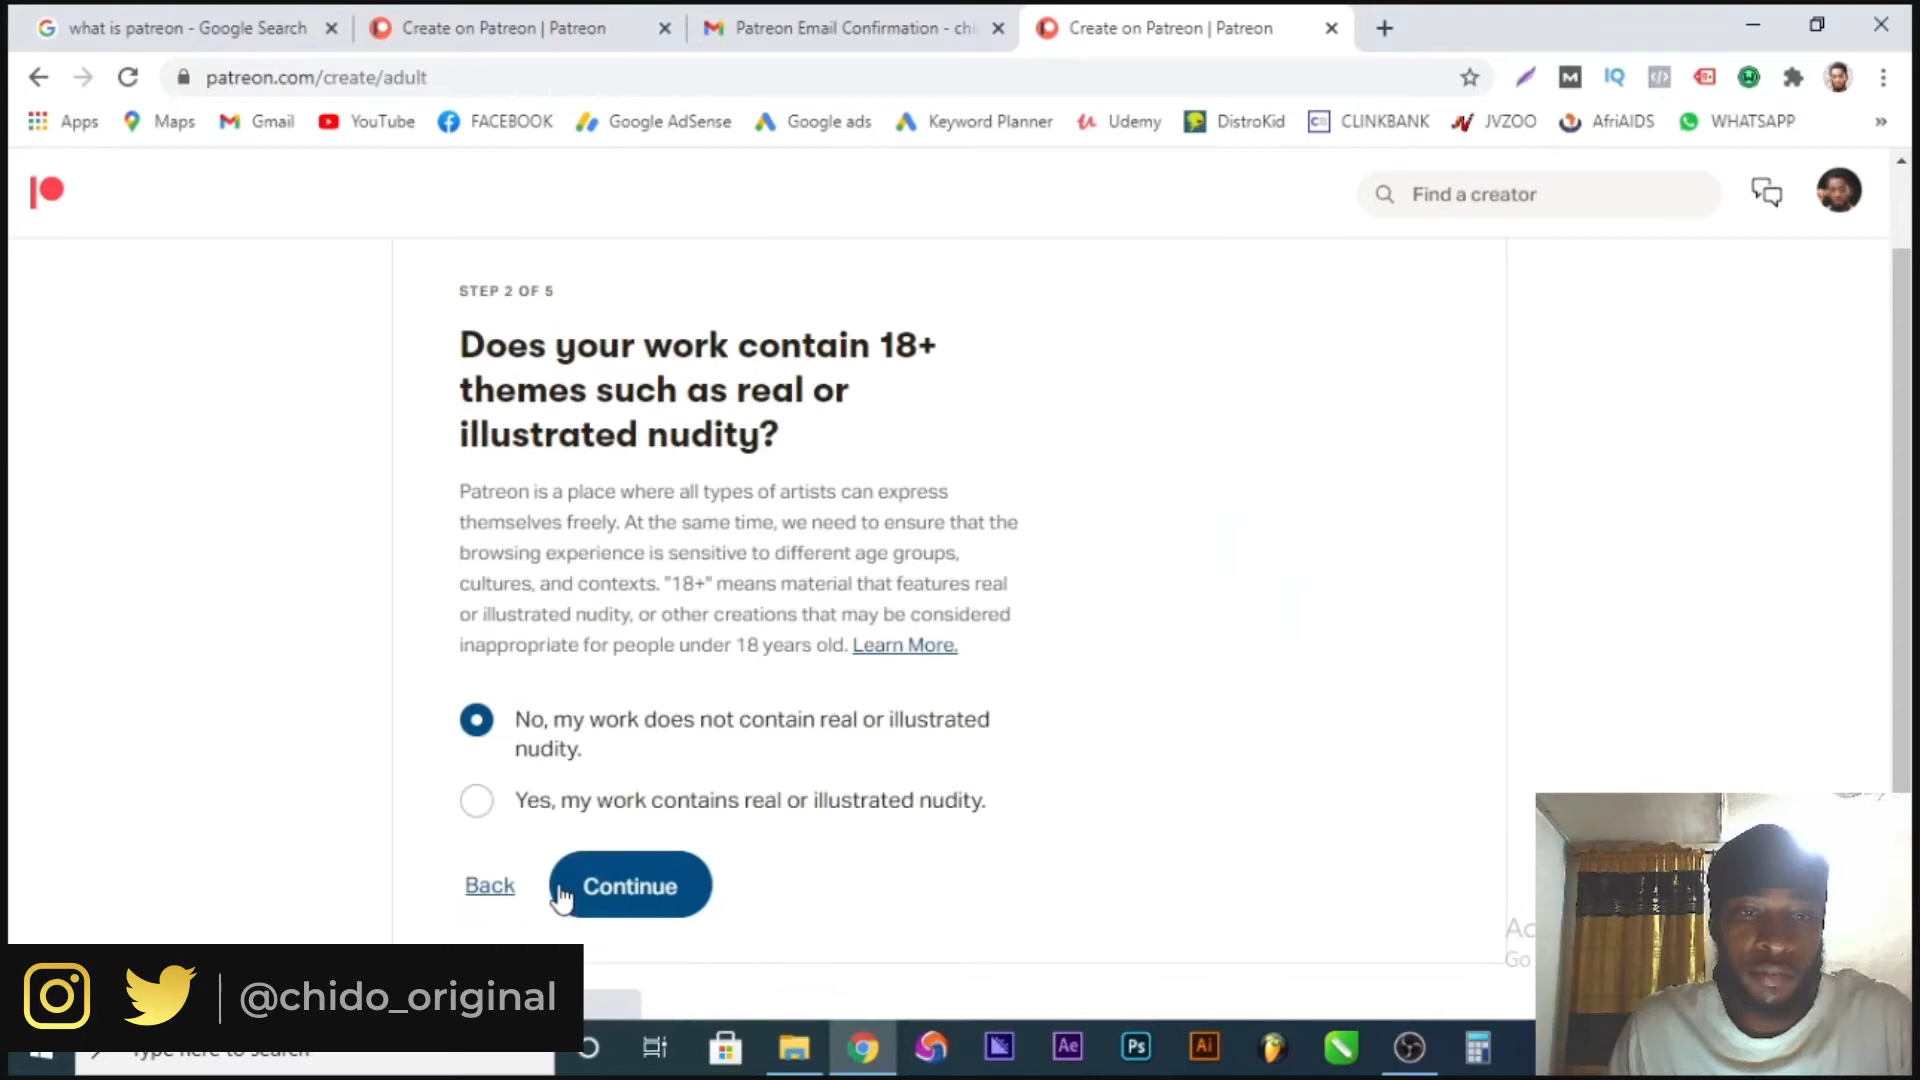 what is patreon - Google Search
Create on Patreon | Patreon
Patreon Email Confirmation - chi
Create on Patreon | Patreon
patreon.com/create/adult
Apps
Maps
Gmail
YouTube
FACEBOOK
Google AdSense
Google ads
Keyword Planner
Udemy
DistroKid
CLINKBANK
JVZOO
AfriAIDS
WHATSAPP
»
Find a creator
STEP 2 OF 5
Does your work contain 18+
themes such as real or
illustrated nudity?
Patreon is a place where all types of artists can express
themselves freely. At the same time, we need to ensure that the
browsing experience is sensitive to different age groups,
cultures, and contexts. "18+" means material that features real
or illustrated nudity, or other creations that may be considered
inappropriate for people under 18 years old. Learn More.
No, my work does not contain real or illustrated
nudity.
Yes, my work contains real or illustrated nudity.
Back
Continue
Ac
Go
@chido_original
Type here to search
Ae
Ps
Ai